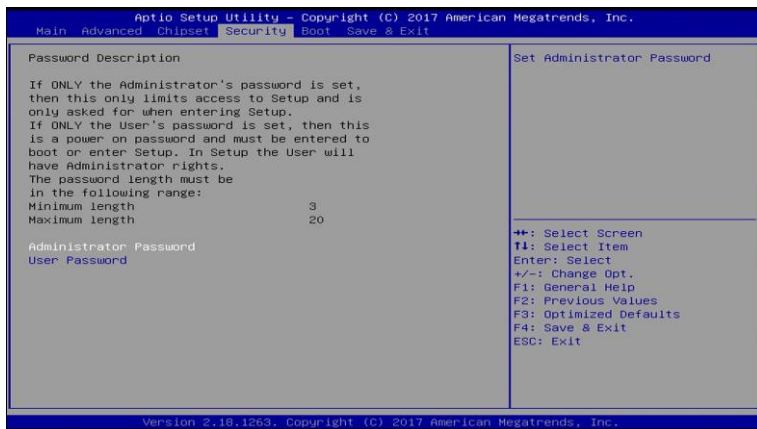 Aptio Setup Utility – Copyright (C) 2017 American Megatrends, Inc.
Main Advanced Chipset Security Boot Save & Exit
Password Description
If ONLY the Administrator's password is set,
then this only limits access to Setup and is
only asked for when entering Setup.
If ONLY the User's password is set, then this
is a power on password and must be entered to
boot or enter Setup. In Setup the User will
have Administrator rights.
The password length must be
in the following range:
Minimum length 3
Maximum length 20
Administrator Password
User Password
Set Administrator Password
→←: Select Screen
↑↓: Select Item
Enter: Select
+/-: Change Opt.
F1: General Help
F2: Previous Values
F3: Optimized Defaults
F4: Save & Exit
ESC: Exit
Version 2.18.1263. Copyright (C) 2017 American Megatrends, Inc.